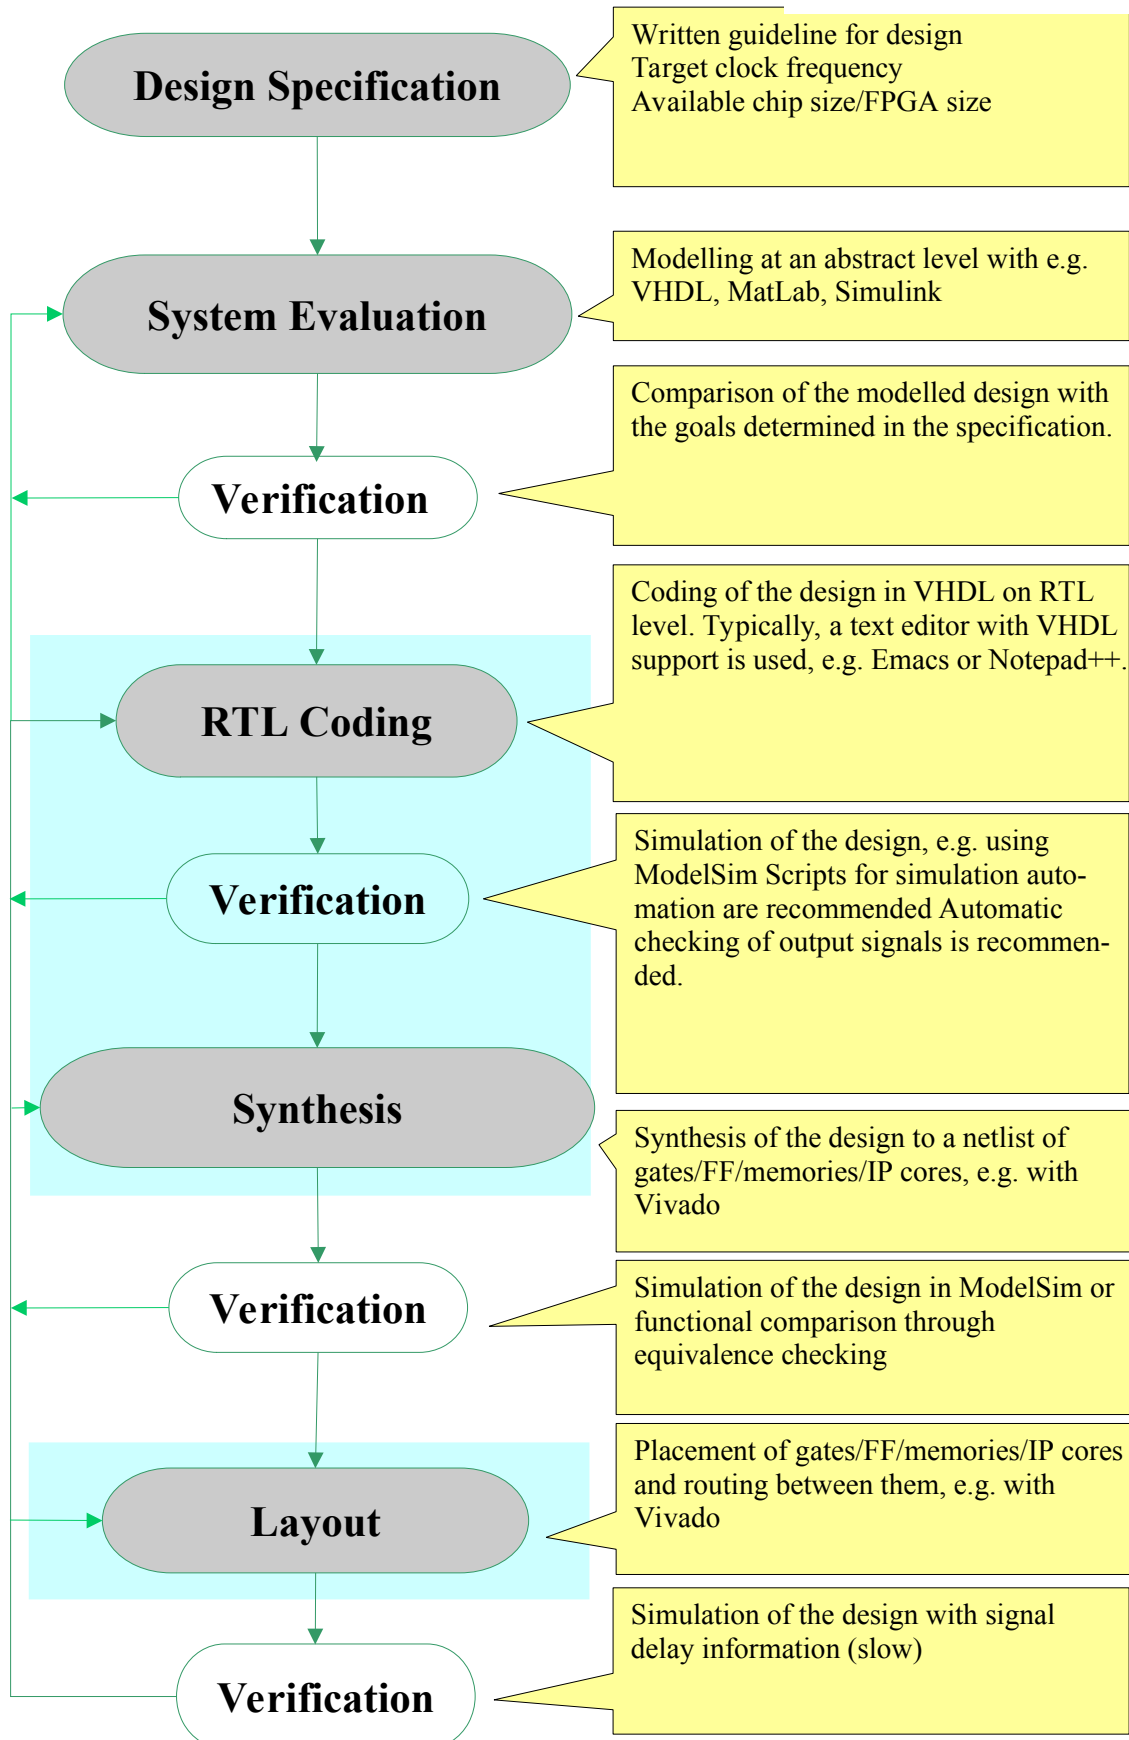 Design Specification
Written guideline for design
Target clock frequency
Available chip size/FPGA size
System Evaluation
Modelling at an abstract level with e.g.
VHDL, MatLab, Simulink
Verification
Comparison of the modelled design with
the goals determined in the specification.
RTL Coding
Coding of the design in VHDL on RTL
level. Typically, a text editor with VHDL
support is used, e.g. Emacs or Notepad++.
Verification
Simulation of the design, e.g. using
ModelSim Scripts for simulation auto-
mation are recommended Automatic
checking of output signals is recommen-
ded.
Synthesis
Synthesis of the design to a netlist of
gates/FF/memories/IP cores, e.g. with
Vivado
Verification
Simulation of the design in ModelSim or
functional comparison through
equivalence checking
Layout
Placement of gates/FF/memories/IP cores
and routing between them, e.g. with
Vivado
Verification
Simulation of the design with signal
delay information (slow)